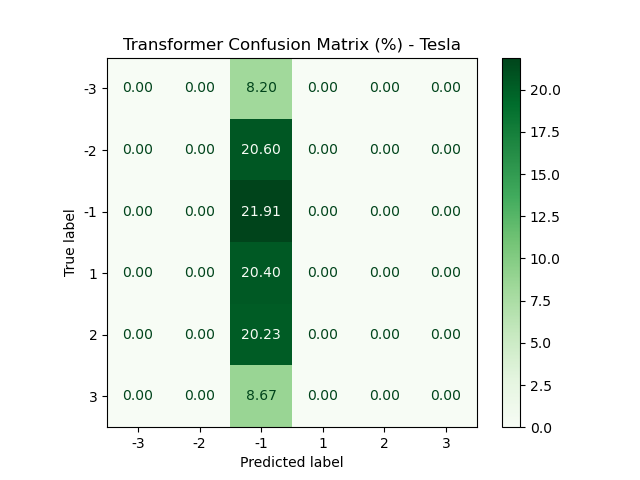 Transformer Confusion Matrix (%) - Tesla
-3 0.00 0.00 8.20 0.00 0.00 0.00
-2 0.00 0.00 20.60 0.00 0.00 0.00
-1 0.00 0.00 21.91 0.00 0.00 0.00
1 0.00 0.00 20.40 0.00 0.00 0.00
2 0.00 0.00 20.23 0.00 0.00 0.00
3 0.00 0.00 8.67 0.00 0.00 0.00
-3 -2 -1 1 2 3
Predicted label
True label
20.0
17.5
15.0
12.5
10.0
7.5
5.0
2.5
0.0